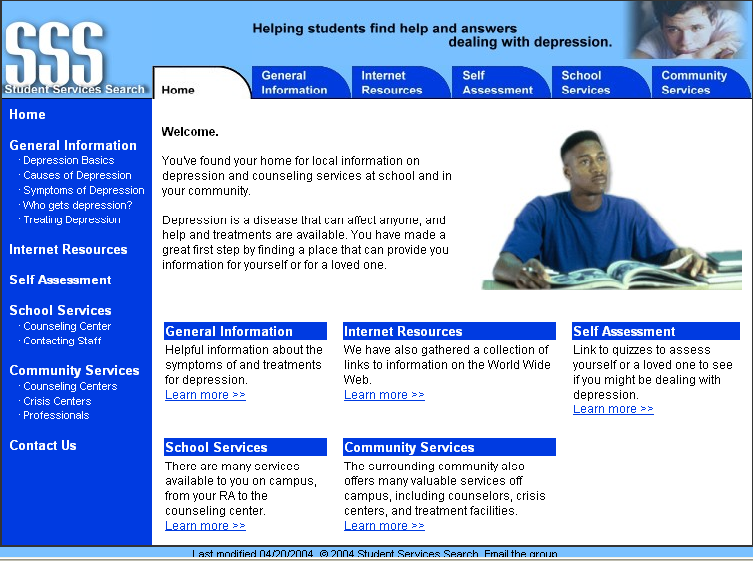 SSS
Student Services Search
Helping students find help and answers
dealing with depression.
Home
General
Information
Internet
Resources
Self
Assessment
School
Services
Community
Services
Home
General Information
· Depression Basics
· Causes of Depression
· Symptoms of Depression
· Who gets depression?
· Treating Depression
Internet Resources
Self Assessment
School Services
· Counseling Center
· Contacting Staff
Community Services
· Counseling Centers
· Crisis Centers
· Professionals
Contact Us
Welcome.
You've found your home for local information on
depression and counseling services at school and in
your community.
Depression is a disease that can affect anyone, and
help and treatments are available. You have made a
great first step by finding a place that can provide you
information for yourself or for a loved one.
General Information
Helpful information about the
symptoms of and treatments
for depression.
Learn more >>
Internet Resources
We have also gathered a collection of
links to information on the World Wide
Web.
Learn more >>
Self Assessment
Link to quizzes to assess
yourself or a loved one to see
if you might be dealing with
depression.
Learn more >>
School Services
There are many services
available to you on campus,
from your RA to the
counseling center.
Learn more >>
Community Services
The surrounding community also
offers many valuable services off
campus, including counselors, crisis
centers, and treatment facilities.
Learn more >>
Last modified 04/20/2004. © 2004 Student Services Search. Email the group.